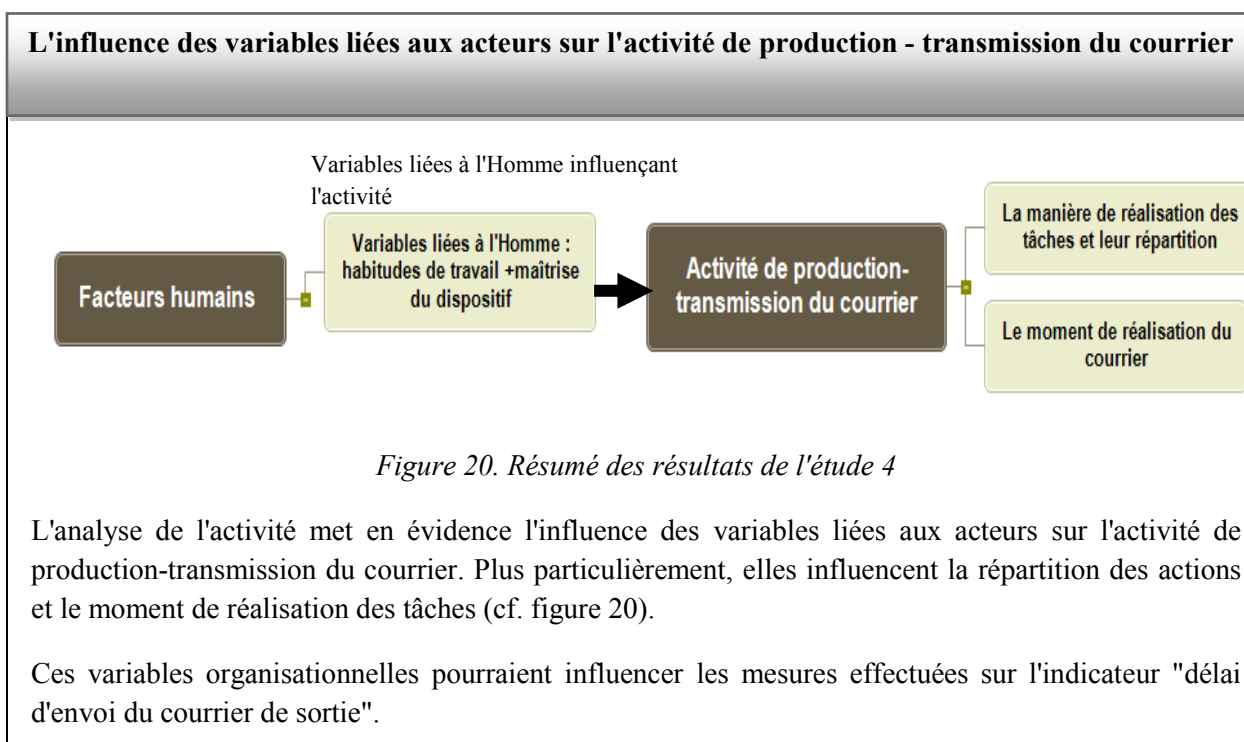 L'influence des variables liées aux acteurs sur l'activité de production - transmission du courrier
Variables liées à l'Homme influençant
l'activité
Facteurs humains
Variables liées à l'Homme :
habitudes de travail +maîtrise
du dispositif
Activité de production-
transmission du courrier
La manière de réalisation des
tâches et leur répartition
Le moment de réalisation du
courrier
Figure 20. Résumé des résultats de l'étude 4
L'analyse de l'activité met en évidence l'influence des variables liées aux acteurs sur l'activité de
production-transmission du courrier. Plus particulièrement, elles influencent la répartition des actions
et le moment de réalisation des tâches (cf. figure 20).
Ces variables organisationnelles pourraient influencer les mesures effectuées sur l'indicateur "délai
d'envoi du courrier de sortie".